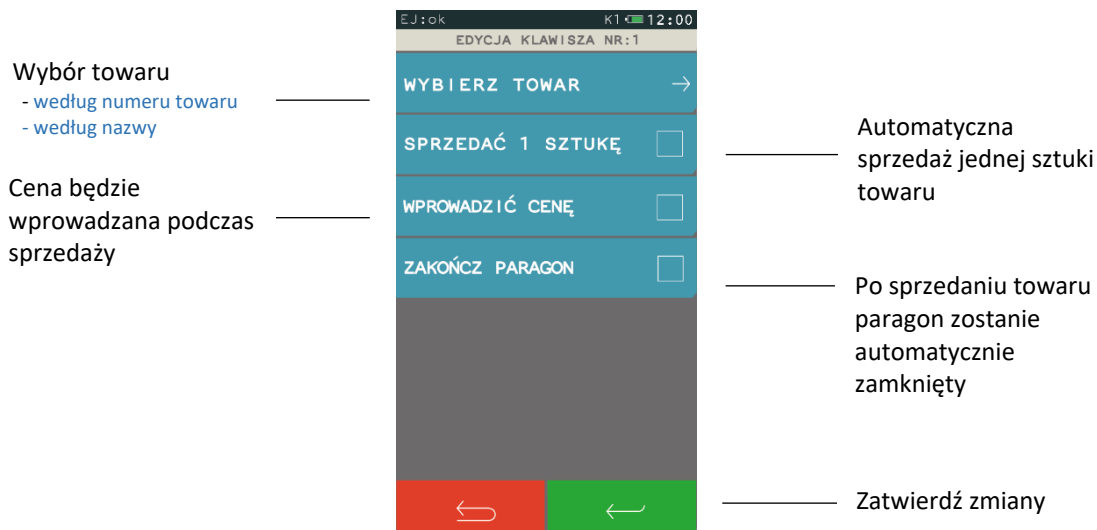 EJ:ok K1 12:00
EDYCJA KLAWISZA NR:1
Wybór towaru
- według numeru towaru
- według nazwy
WYBIERZ TOWAR
SPRZEDAĆ 1 SZTUKĘ
Automatyczna
sprzedaż jednej sztuki
towaru
Cena będzie
wprowadzana podczas
sprzedaży
WPROWADZIĆ CENĘ
ZAKOŃCZ PARAGON
Po sprzedaniu towaru
paragon zostanie
automatycznie
zamknięty
Zatwierdź zmiany